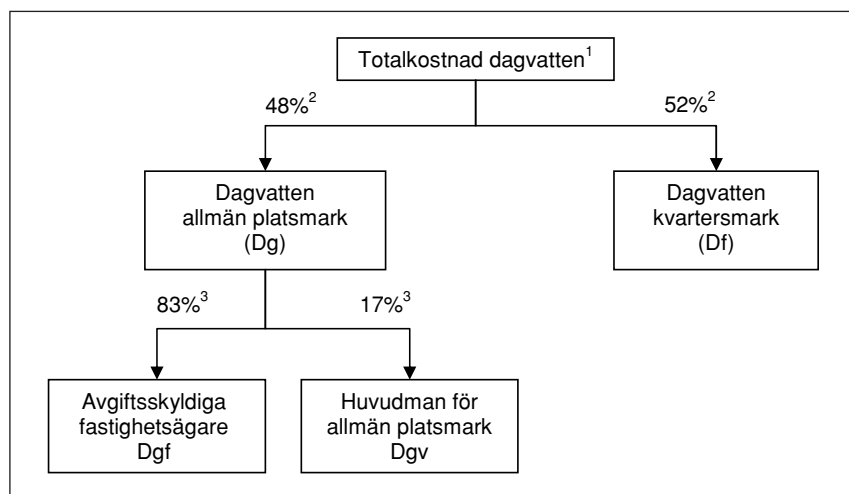 Totalkostnad dagvatten¹
48%²
52%²
Dagvatten
allmän platsmark
(Dg)
Dagvatten
kvartersmark
(Df)
83%³
17%³
Avgiftsskyldiga
fastighetsägare
Dgf
Huvudman för
allmän platsmark
Dgv